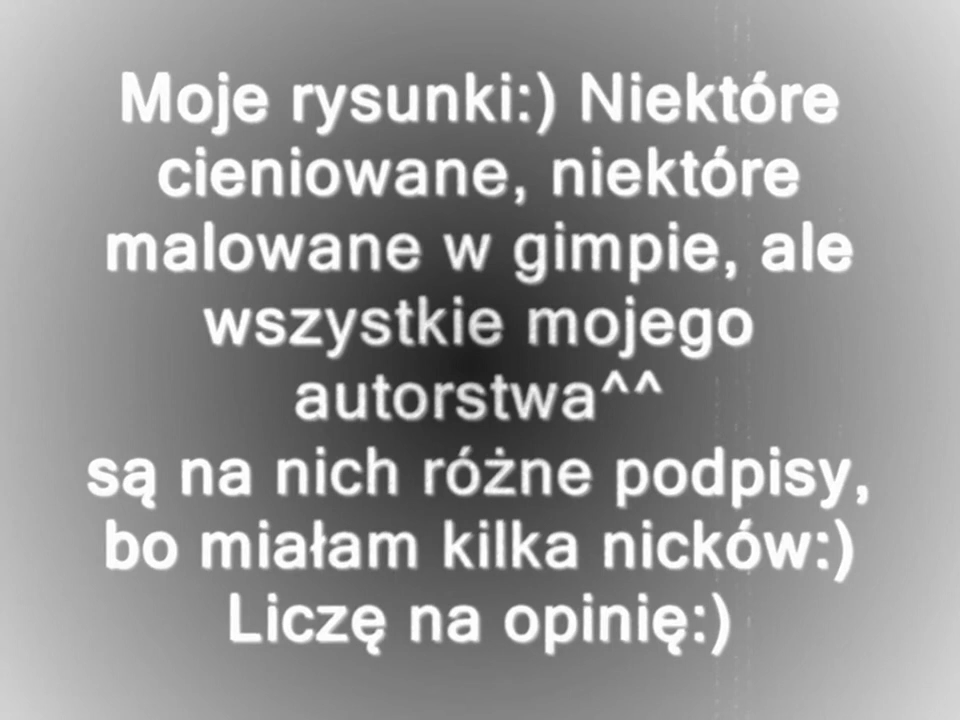 Moje rysunki:) Niektóre
cieniowane, niektóre
malowane w gimpie, ale
wszystkie mojego
autorstwa^^
są na nich różne podpisy,
bo miałam kilka nicków:)
Liczę na opinię:)